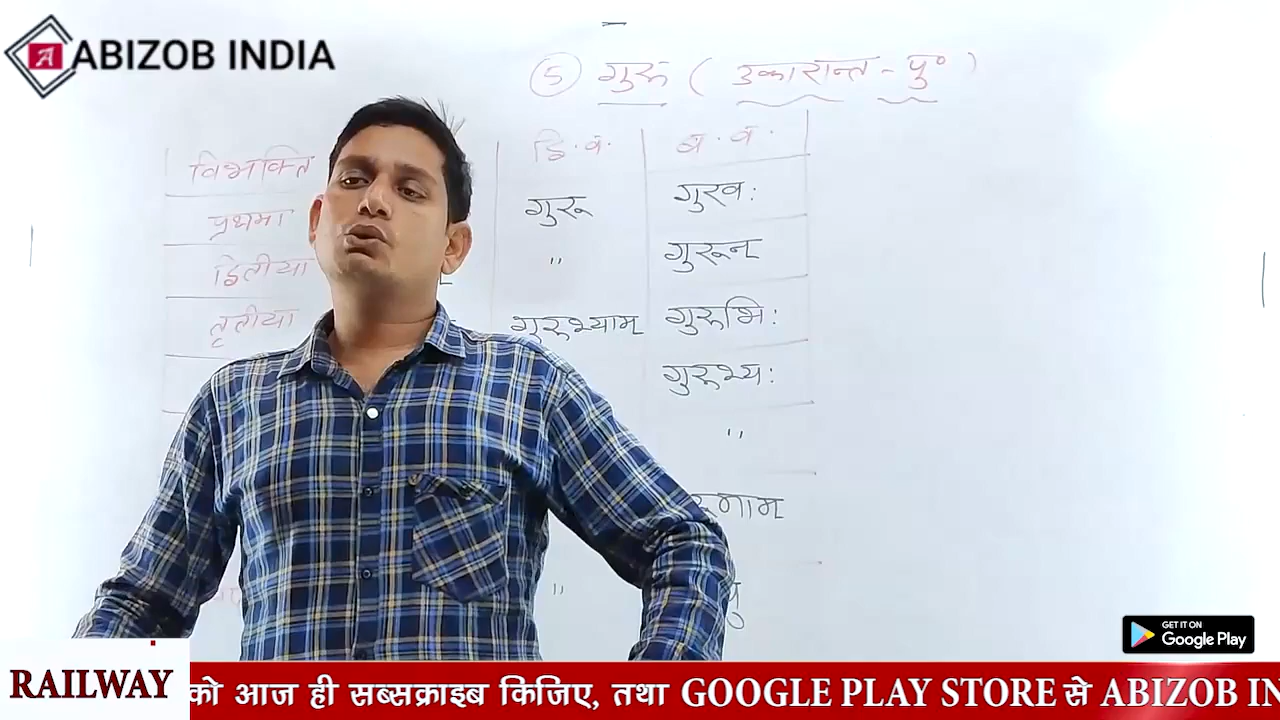 ABIZOB INDIA
5 गुरु ( उकारान्त - पु० )
विभक्ति द्वि.व. ब.व.
प्रथमा गुरू गुरवः
द्वितीया " गुरून्
तृतीया गुरुभ्याम् गुरुभिः
गुरुभ्यः
"
रूणाम्
"
GET IT ON
Google Play
RAILWAY को आज ही सब्सक्राइब किजिए, तथा GOOGLE PLAY STORE से ABIZOB IN